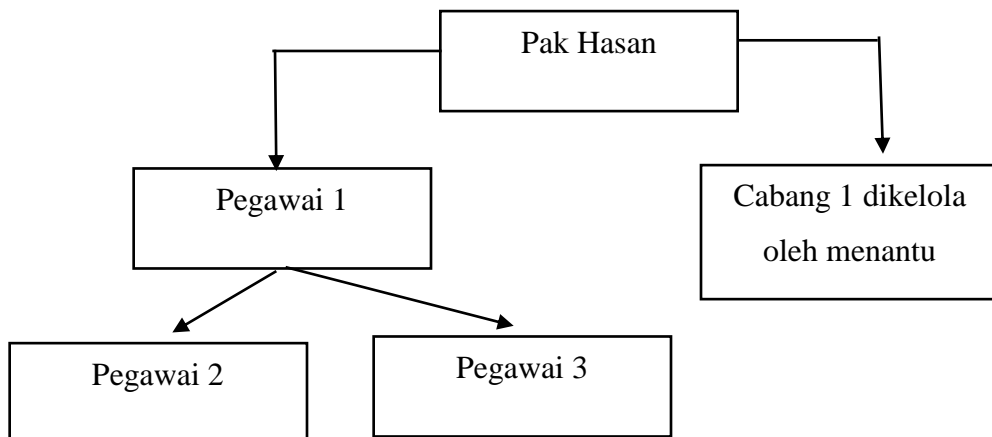 Pak Hasan
Pegawai 1
Cabang 1 dikelola
oleh menantu
Pegawai 2
Pegawai 3